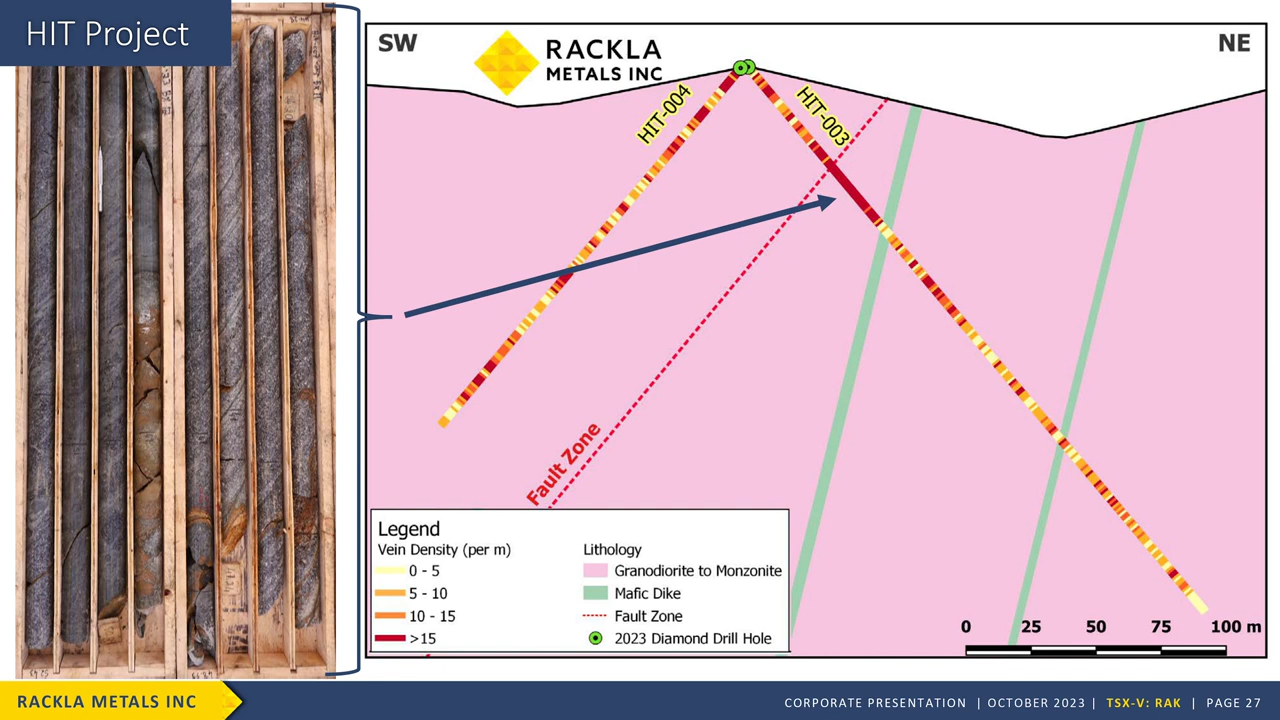 HIT Project
SW
RACKLA
METALS INC
NE
HIT-004
HIT-003
Fault Zone
Legend
Vein Density (per m)
0 - 5
5 - 10
10 - 15
>15
Lithology
Granodiorite to Monzonite
Mafic Dike
Fault Zone
2023 Diamond Drill Hole
0 25 50 75 100 m
RACKLA METALS INC
CORPORATE PRESENTATION | OCTOBER 2023 | TSX-V: RAK | PAGE 27